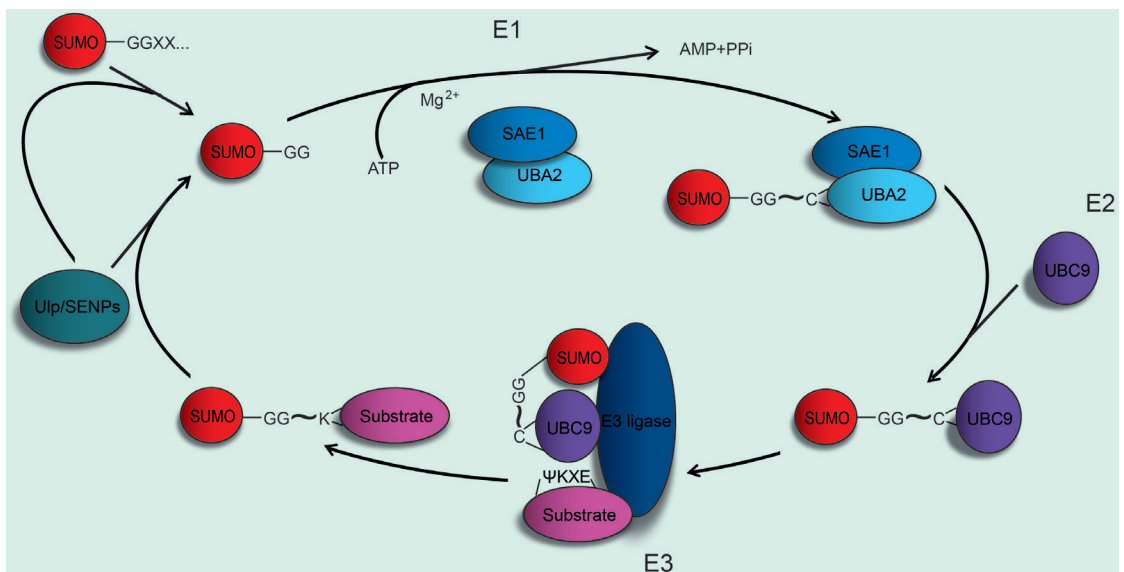 SUMO
GGXX...
E1
AMP+PPi
Mg2+
SUMO
GG
ATP
SAE1
UBA2
SAE1
UBA2
SUMO
GG ~ C
E2
UBC9
Ulp/SENPs
SUMO
GG ~ C
UBC9
E3 ligase
ΨKXE
Substrate
SUMO
GG ~ C
UBC9
SUMO
GG ~ K
Substrate
E3